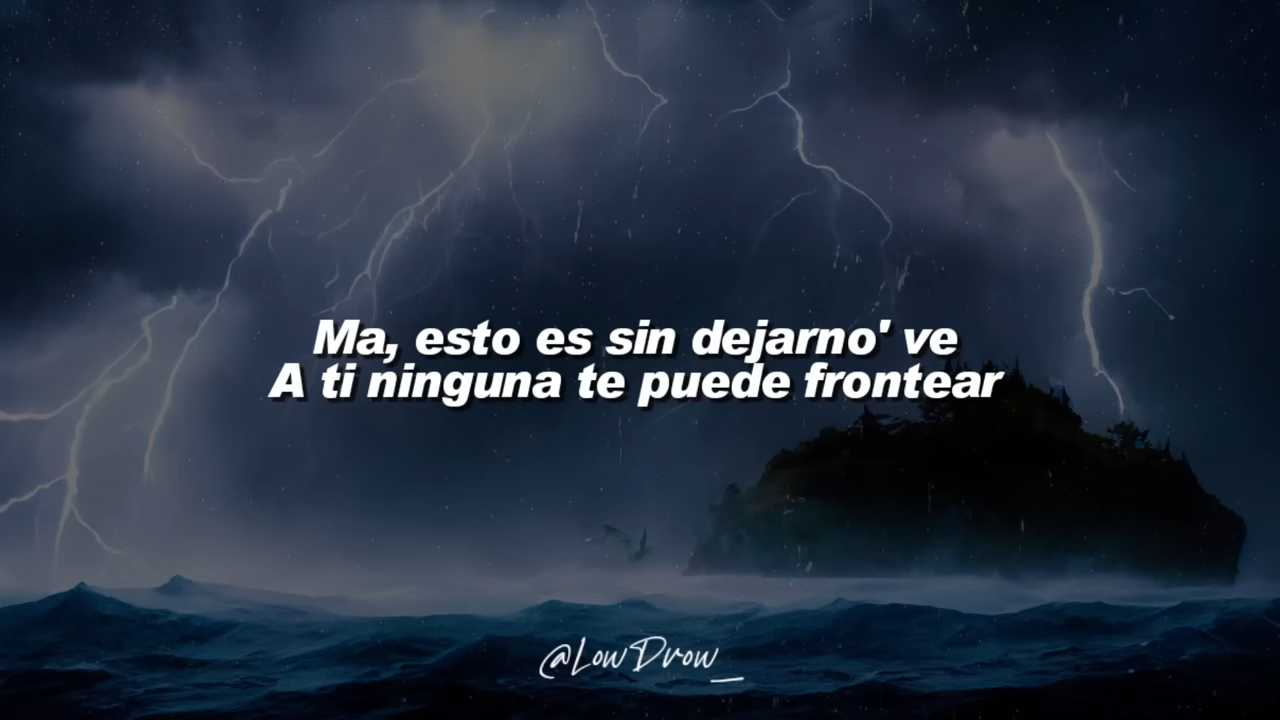 Ma, esto es sin dejarno' ve
A ti ninguna te puede frontear
@LowDrow_